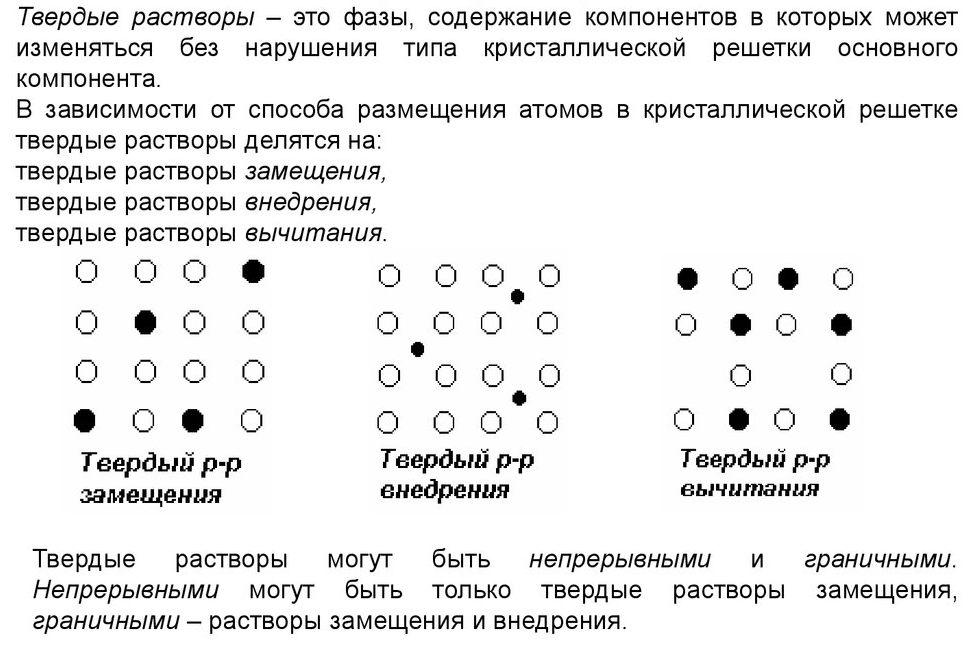 Твердые растворы – это фазы, содержание компонентов в которых может
изменяться без нарушения типа кристаллической решетки основного
компонента.
В зависимости от способа размещения атомов в кристаллической решетке
твердые растворы делятся на:
твердые растворы замещения,
твердые растворы внедрения,
твердые растворы вычитания.
Твердый р-р
замещения
Твердый р-р
внедрения
Твердый р-р
вычитания
Твердые растворы могут быть непрерывными и граничными.
Непрерывными могут быть только твердые растворы замещения,
граничными – растворы замещения и внедрения.